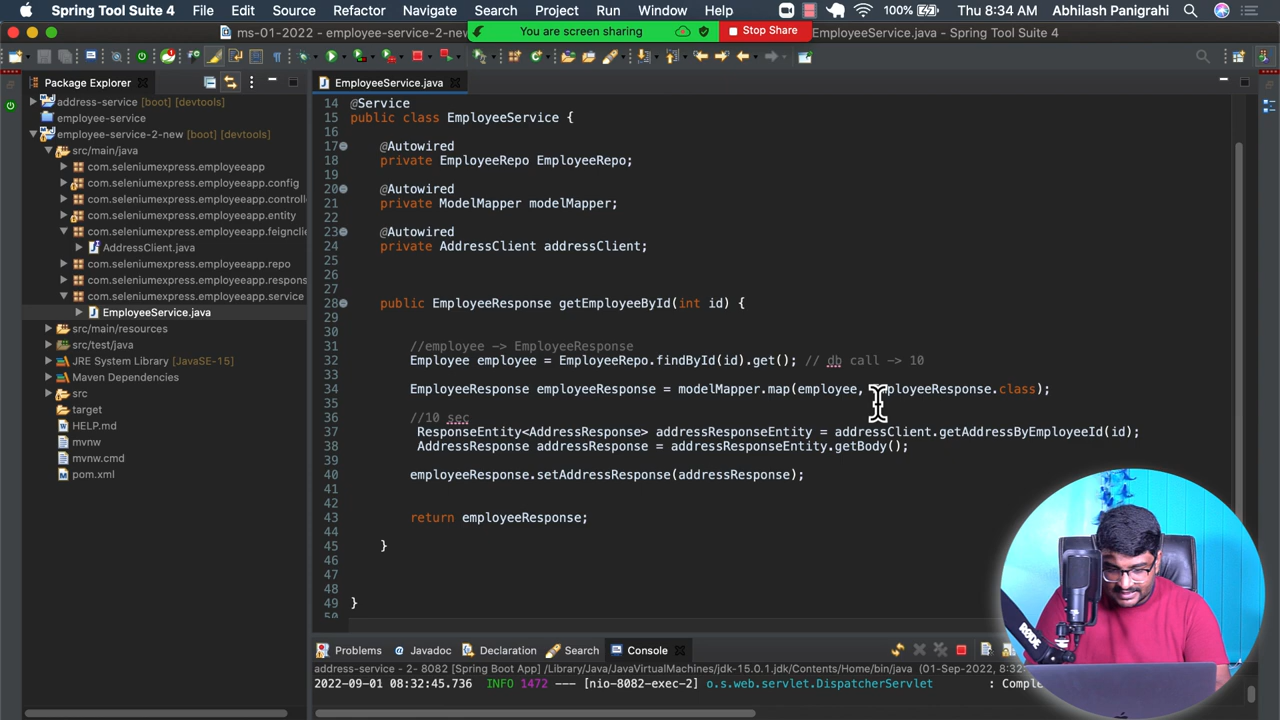 Spring Tool Suite 4 File Edit Source Refactor Navigate Search Project Run Window Help 100% Thu 8:34 AM Abhilash Panigrahi
ms-01-2022 - employee-service-2-new You are screen sharing Stop Share EmployeeService.java - Spring Tool Suite 4
Package Explorer
address-service [boot] [devtools]
employee-service
employee-service-2-new [boot] [devtools]
src/main/java
com.seleniumexpress.employeeapp
com.seleniumexpress.employeeapp.config
com.seleniumexpress.employeeapp.controll
com.seleniumexpress.employeeapp.entity
com.seleniumexpress.employeeapp.feigncli
AddressClient.java
com.seleniumexpress.employeeapp.repo
com.seleniumexpress.employeeapp.respons
com.seleniumexpress.employeeapp.service
EmployeeService.java
src/main/resources
src/test/java
JRE System Library [JavaSE-15]
Maven Dependencies
src
target
HELP.md
mvnw
mvnw.cmd
pom.xml
EmployeeService.java
14 @Service
15 public class EmployeeService {
16
17 @Autowired
18 private EmployeeRepo EmployeeRepo;
19
20 @Autowired
21 private ModelMapper modelMapper;
22
23 @Autowired
24 private AddressClient addressClient;
25
26
27
28 public EmployeeResponse getEmployeeById(int id) {
29
30
31 //employee -> EmployeeResponse
32 Employee employee = EmployeeRepo.findById(id).get(); // db call -> 10
33
34 EmployeeResponse employeeResponse = modelMapper.map(employee, EmployeeResponse.class);
35
36 //10 sec
37 ResponseEntity<AddressResponse> addressResponseEntity = addressClient.getAddressByEmployeeId(id);
38 AddressResponse addressResponse = addressResponseEntity.getBody();
39
40 employeeResponse.setAddressResponse(addressResponse);
41
42
43 return employeeResponse;
44
45 }
46
47
48
49 }
50
Problems Javadoc Declaration Search Console
address-service - 2- 8082 [Spring Boot App] /Library/Java/JavaVirtualMachines/jdk-15.0.1.jdk/Contents/Home/bin/java (01-Sep-2022, 8:32
2022-09-01 08:32:45.736 INFO 1472 --- [nio-8082-exec-2] o.s.web.servlet.DispatcherServlet : Comple
RØDE